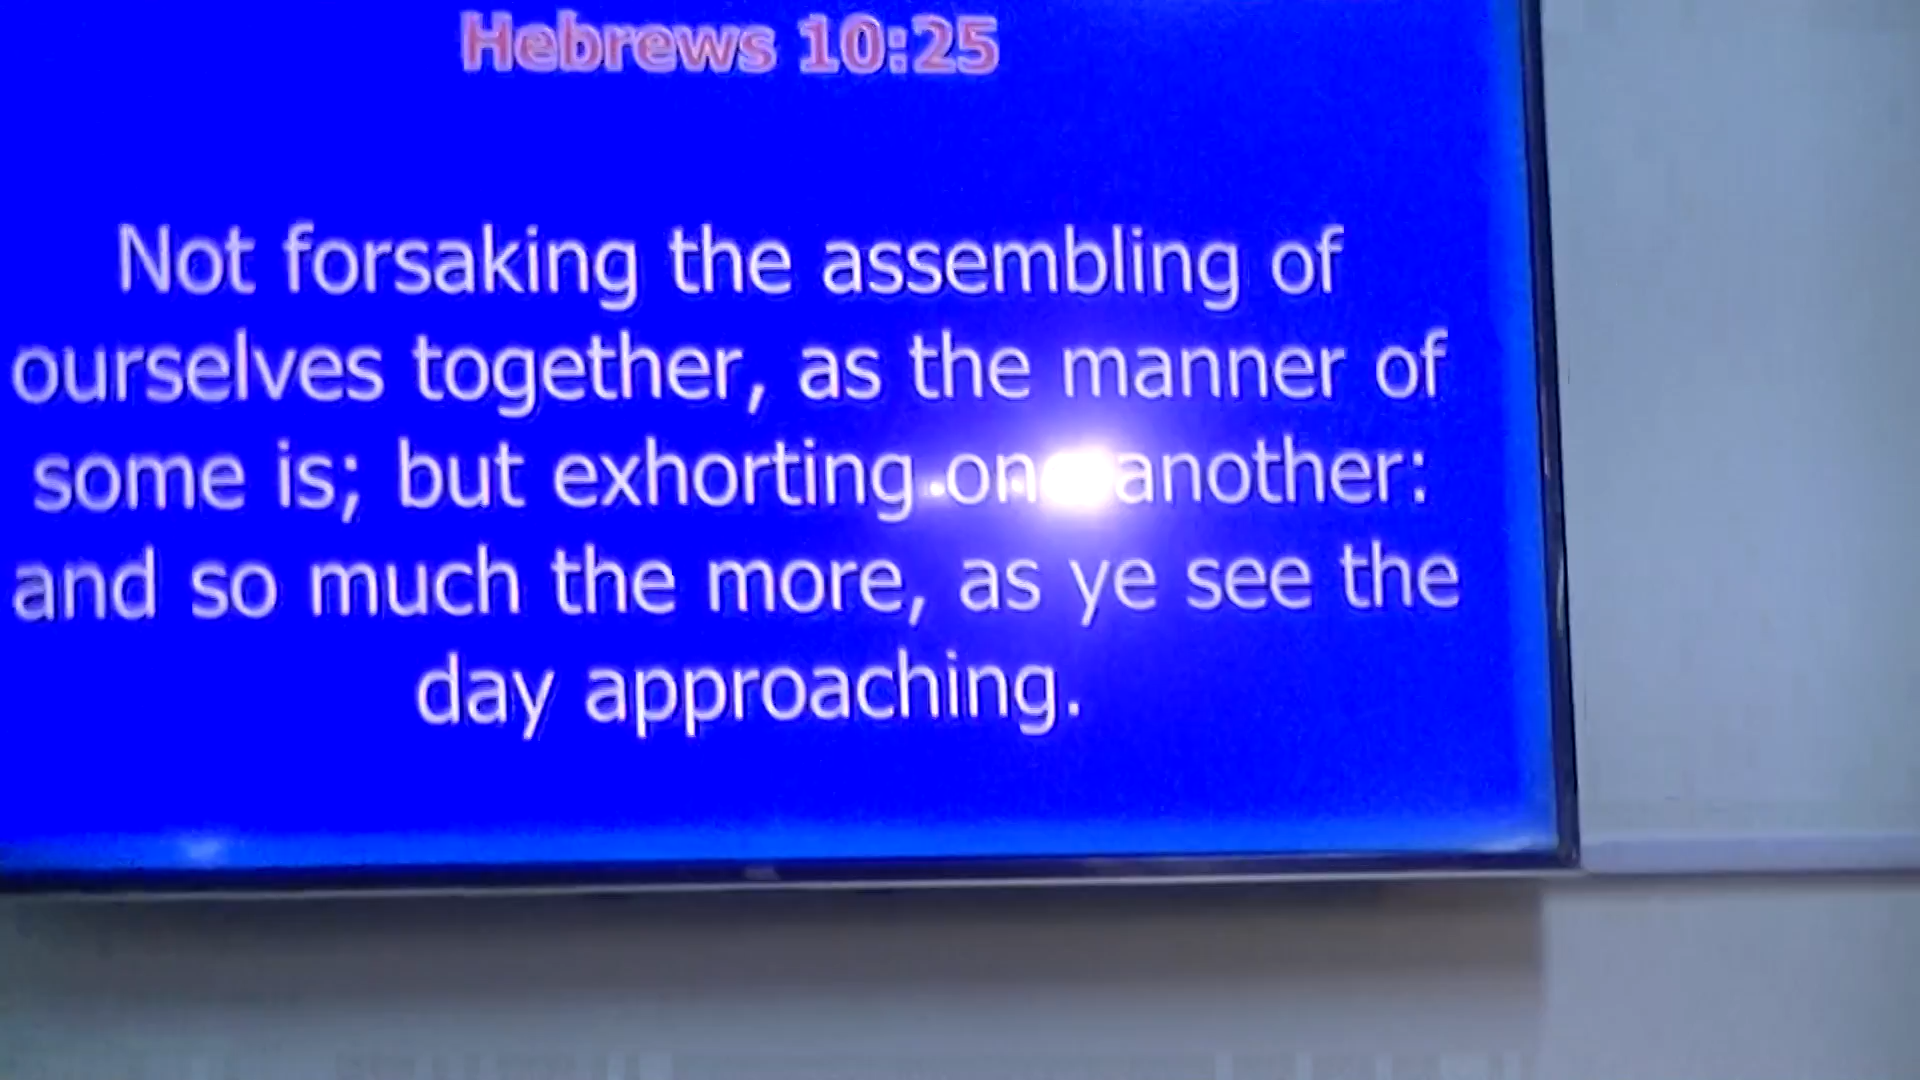 Hebrews 10:25
Not forsaking the assembling of
ourselves together, as the manner of
some is; but exhorting one another:
and so much the more, as ye see the
day approaching.